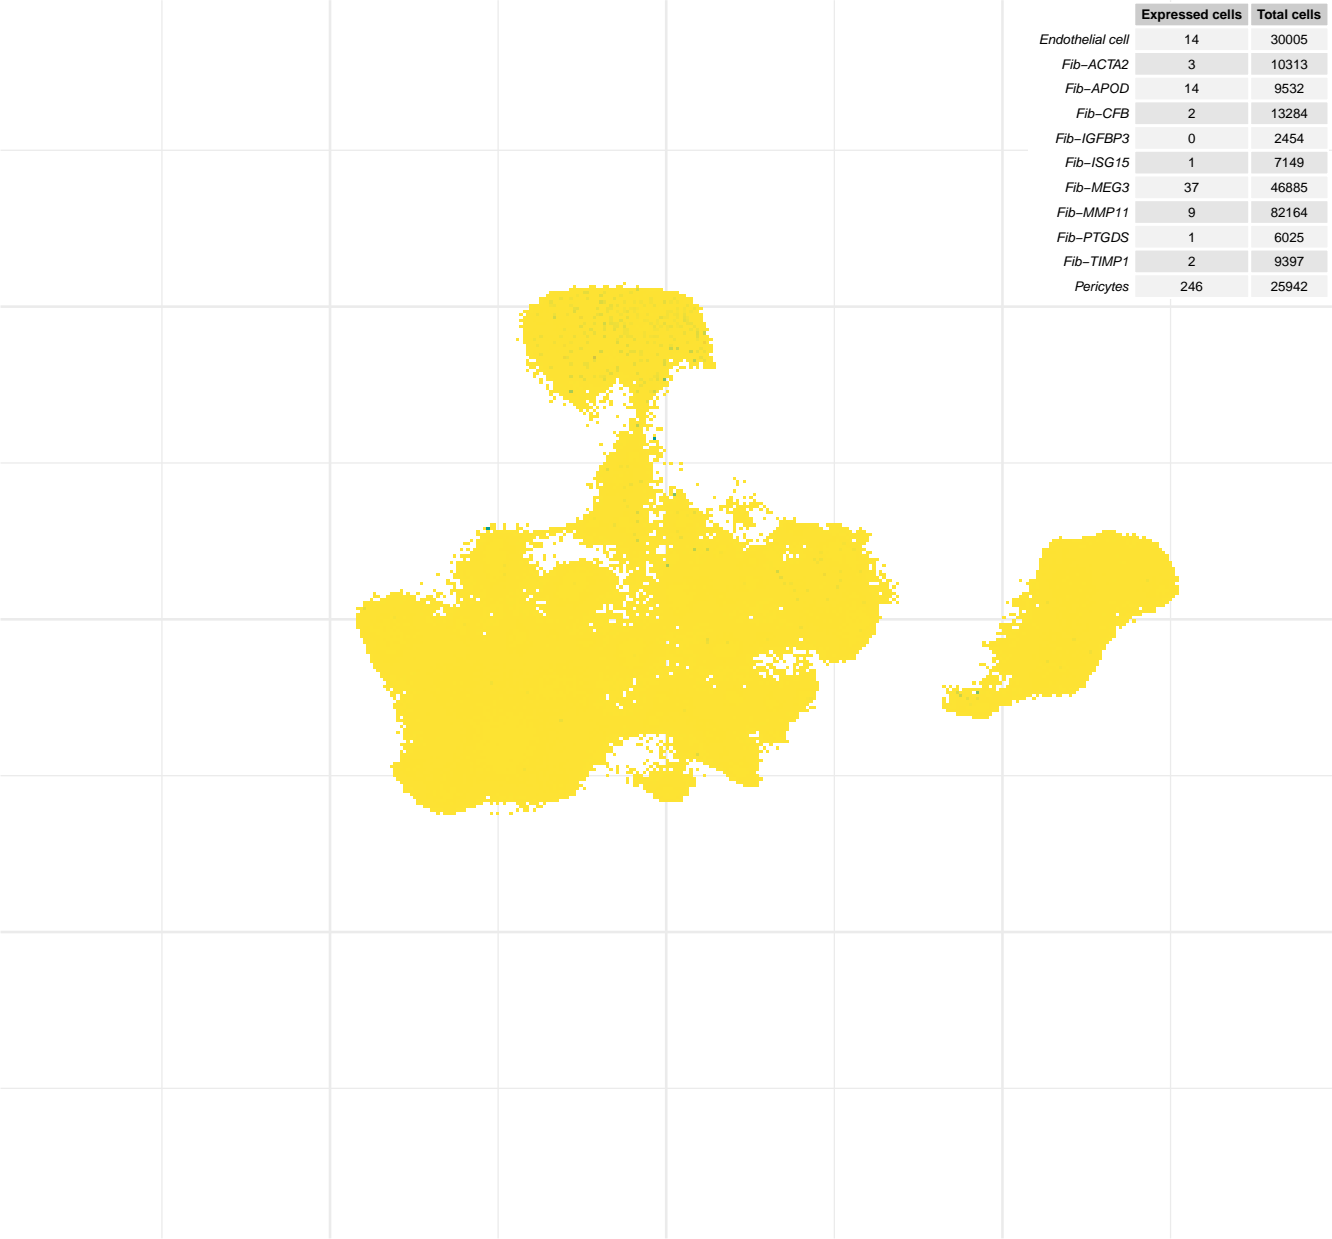 Expressed cells Total cells
Endothelial cell 14 30005
Fib−ACTA2 3 10313
Fib−APOD 14 9532
Fib−CFB 2 13284
Fib−IGFBP3 0 2454
Fib−ISG15 1 7149
Fib−MEG3 37 46885
Fib−MMP11 9 82164
Fib−PTGDS 1 6025
Fib−TIMP1 2 9397
Pericytes 246 25942